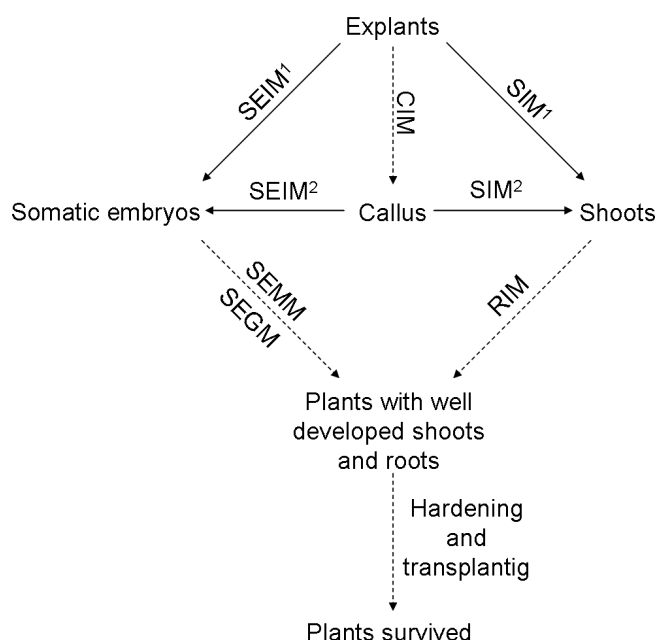 Explants
SEIM¹
CIM
SIM¹
SEIM²
SIM²
Somatic embryos
Callus
Shoots
SEMM
SEGM
RIM
Plants with well
developed shoots
and roots
Hardening
and
transplantig
Plants survived